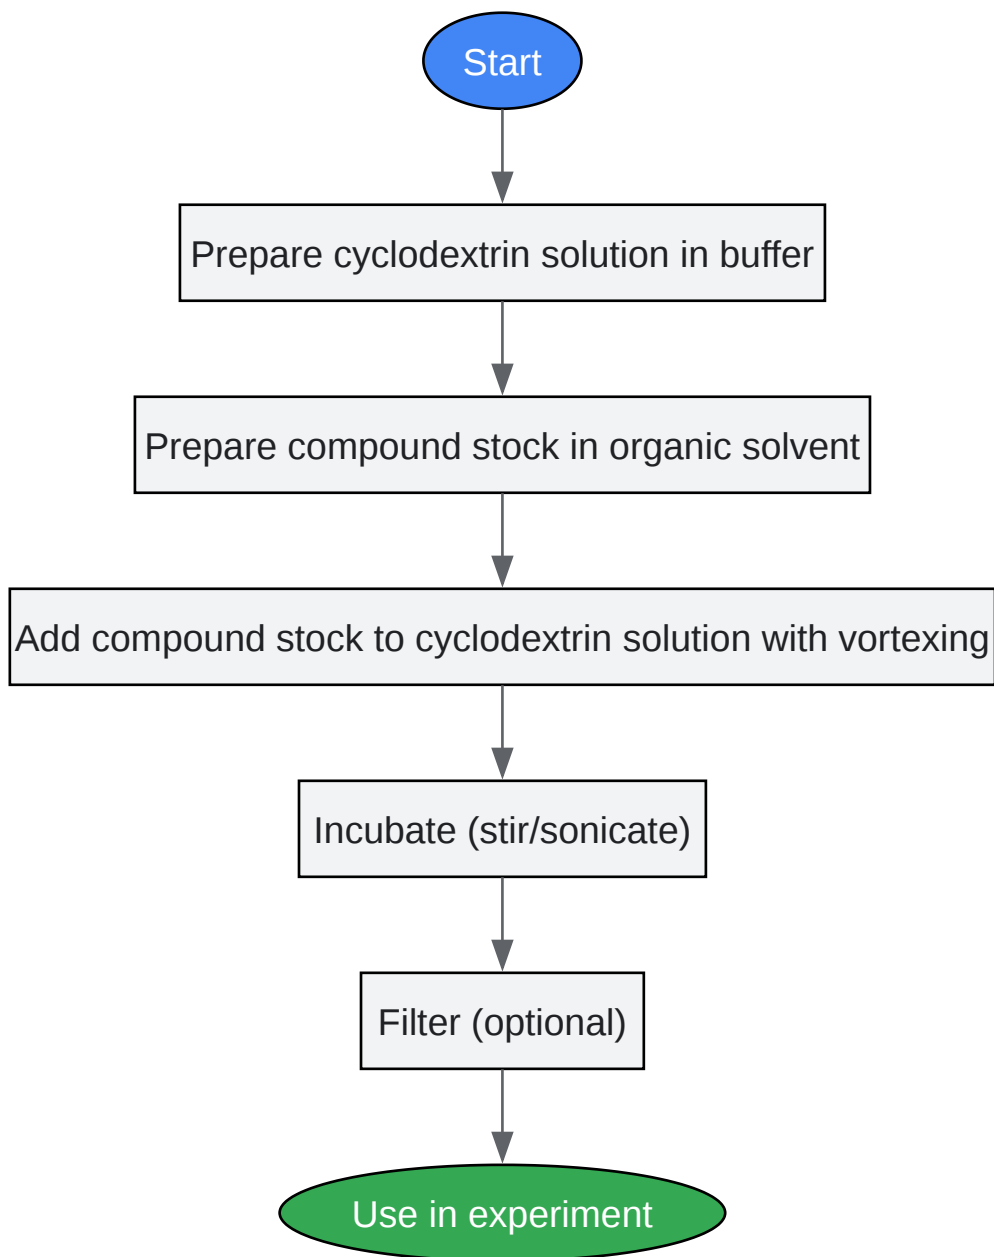 Start
Prepare cyclodextrin solution in buffer
Prepare compound stock in organic solvent
Add compound stock to cyclodextrin solution with vortexing
Incubate (stir/sonicate)
Filter (optional)
Use in experiment